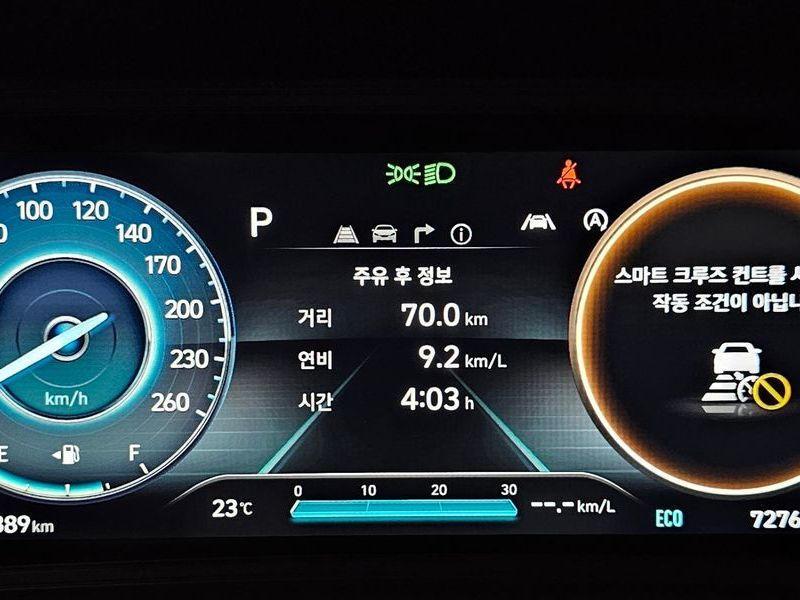 100
120
140
170
200
230
260
km/h
E
F
389km
P
주유 후 정보
거리 70.0 km
연비 9.2 km/L
시간 4:03 h
23℃
0 10 20 30
--.- km/L
A
스마트 크루즈 컨트롤
작동 조건이 아닙니
ECO
7276